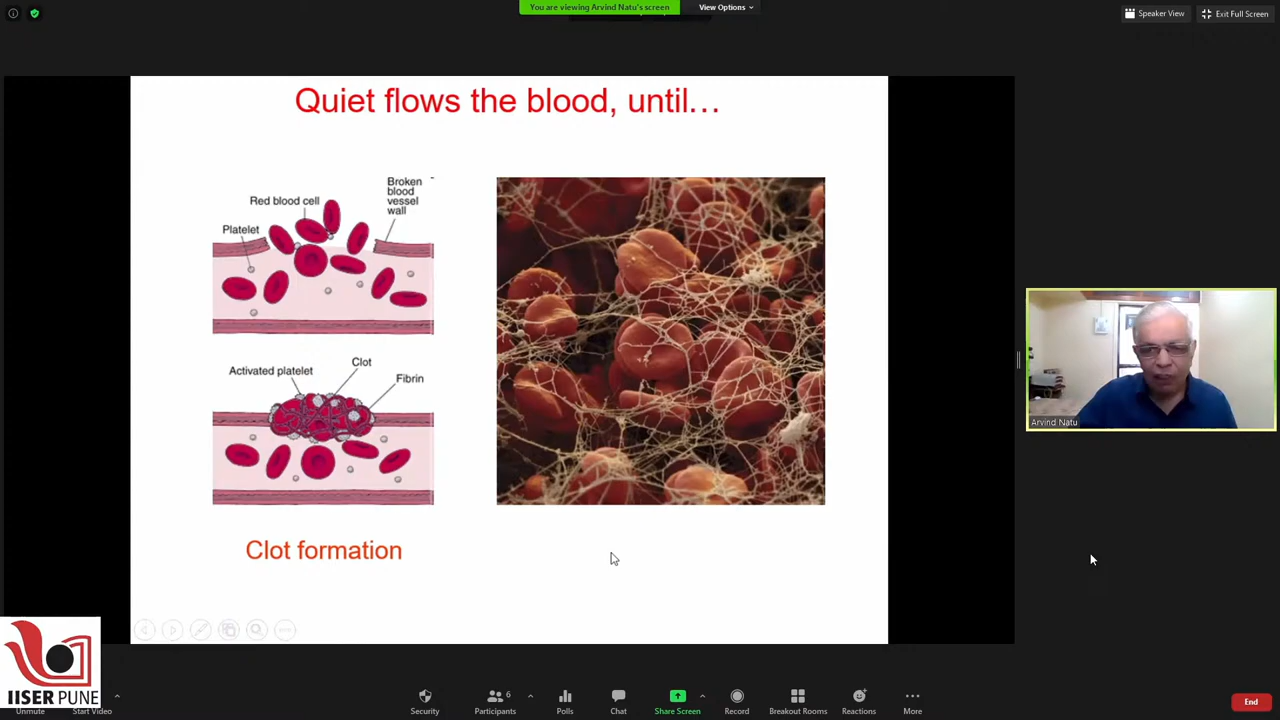 You are viewing Arvind Natu's screen
View Options
Speaker View
Exit Full Screen
Quiet flows the blood, until…
Broken
blood
vessel
wall
Red blood cell
Platelet
Clot
Activated platelet
Fibrin
Clot formation
Arvind Natu
IISER PUNE
Unmute
Start Video
Security
Participants
6
Polls
Chat
Share Screen
Record
Breakout Rooms
Reactions
More
End